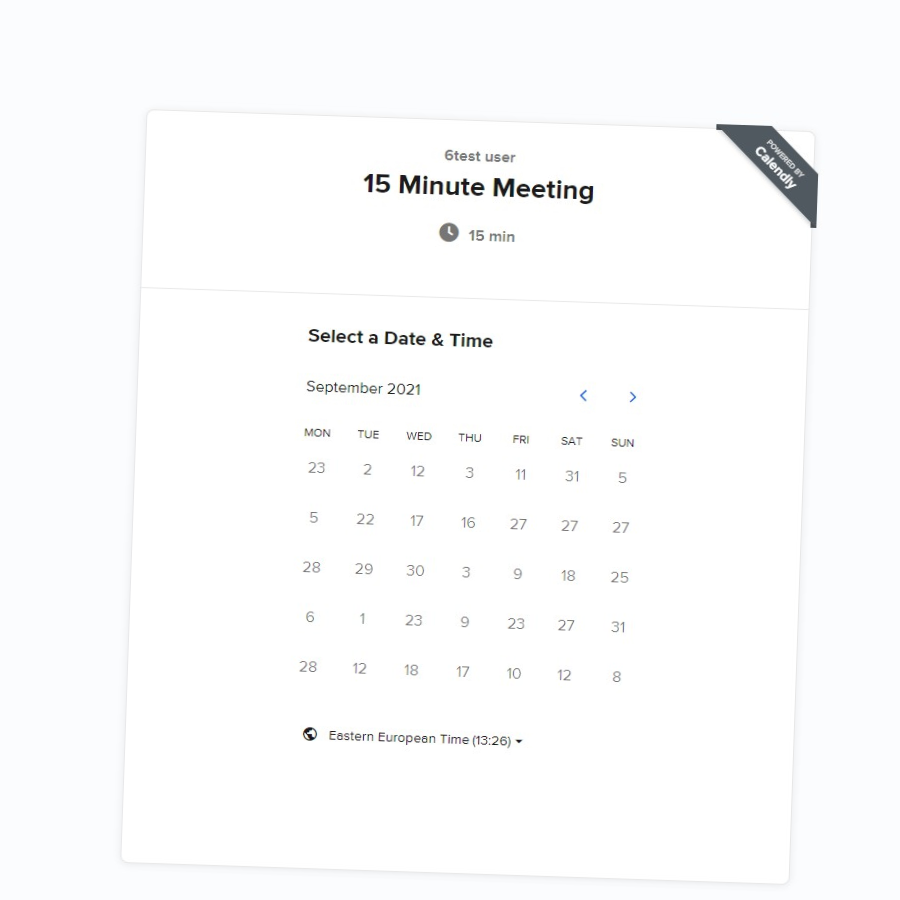 POWERED BY
Calendly
6test user
15 Minute Meeting
15 min
Select a Date & Time
September 2021
MON TUE WED THU FRI SAT SUN
23 2 12 3 11 31 5
5 22 17 16 27 27 27
28 29 30 3 9 18 25
6 1 23 9 23 27 31
28 12 18 17 10 12 8
Eastern European Time (13:26)